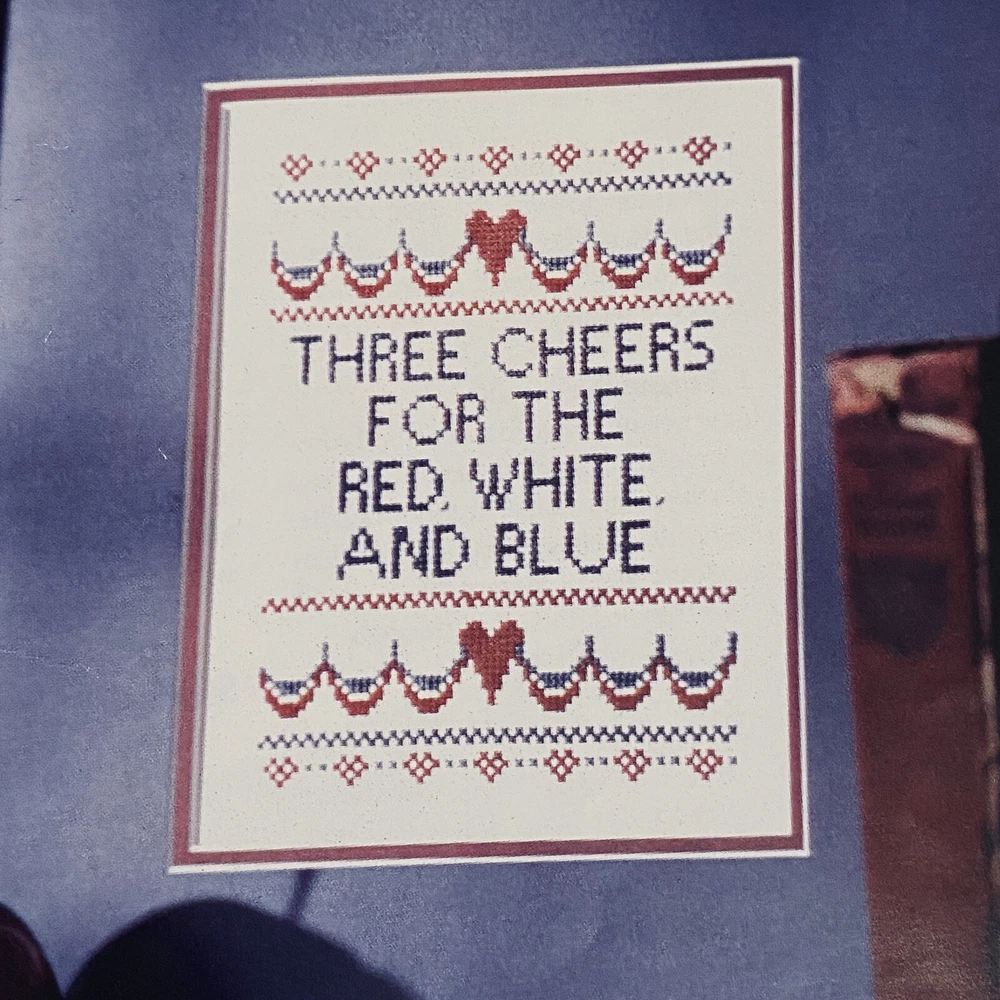 THREE CHEERS
FOR THE
RED, WHITE,
AND BLUE